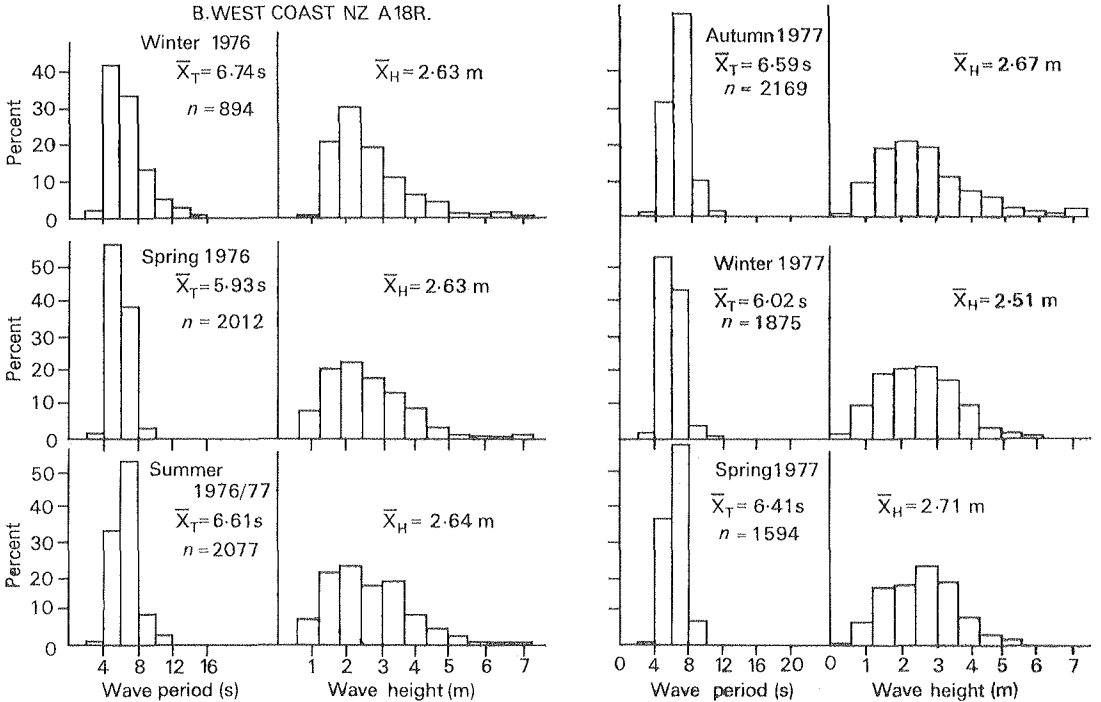 B. WEST COAST NZ A18R.
Winter 1976
X̅T = 6·74 s
n = 894
X̅H = 2·63 m
40
30
20
10
0
Percent
Spring 1976
X̅T = 5·93 s
n = 2012
X̅H = 2·63 m
50
40
30
20
10
0
Percent
Summer
1976/77
X̅T = 6·61 s
n = 2077
X̅H = 2·64 m
50
40
30
20
10
0
Percent
4 8 12 16
Wave period (s)
1 2 3 4 5 6 7
Wave height (m)
Autumn 1977
X̅T = 6·59 s
n = 2169
X̅H = 2·67 m
Winter 1977
X̅T = 6·02 s
n = 1875
X̅H = 2·51 m
Spring 1977
X̅T = 6·41 s
n = 1594
X̅H = 2·71 m
0 4 8 12 16 20
Wave period (s)
0 1 2 3 4 5 6 7
Wave height (m)